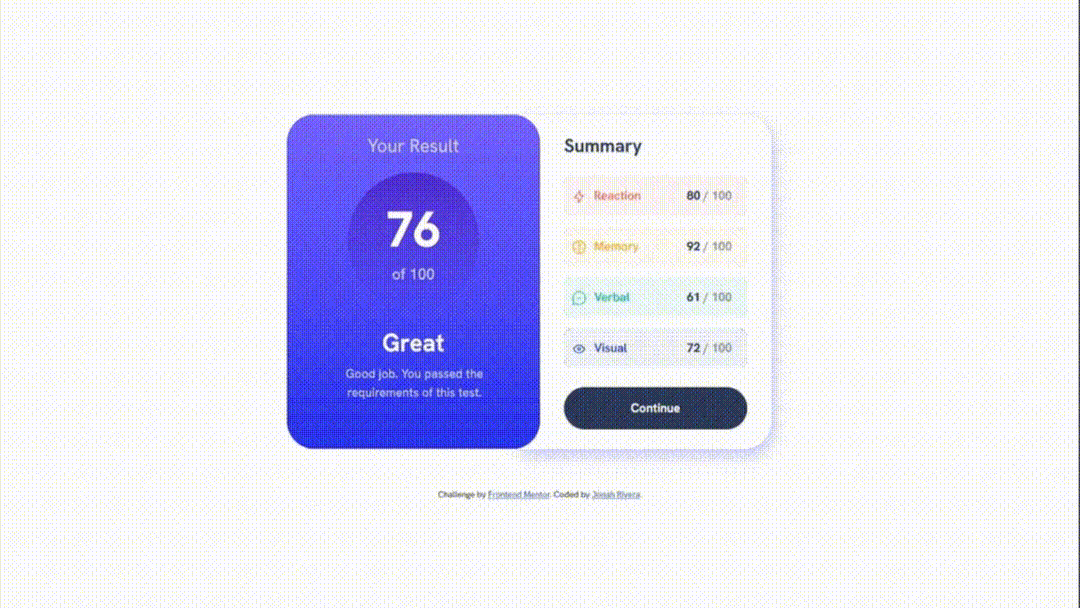 Your Result
76
of 100
Great
Good job. You passed the
requirements of this test.
Summary
Reaction 80 / 100
Memory 92 / 100
Verbal 61 / 100
Visual 72 / 100
Continue
Challenge by Frontend Mentor. Coded by Jonah Rivera.